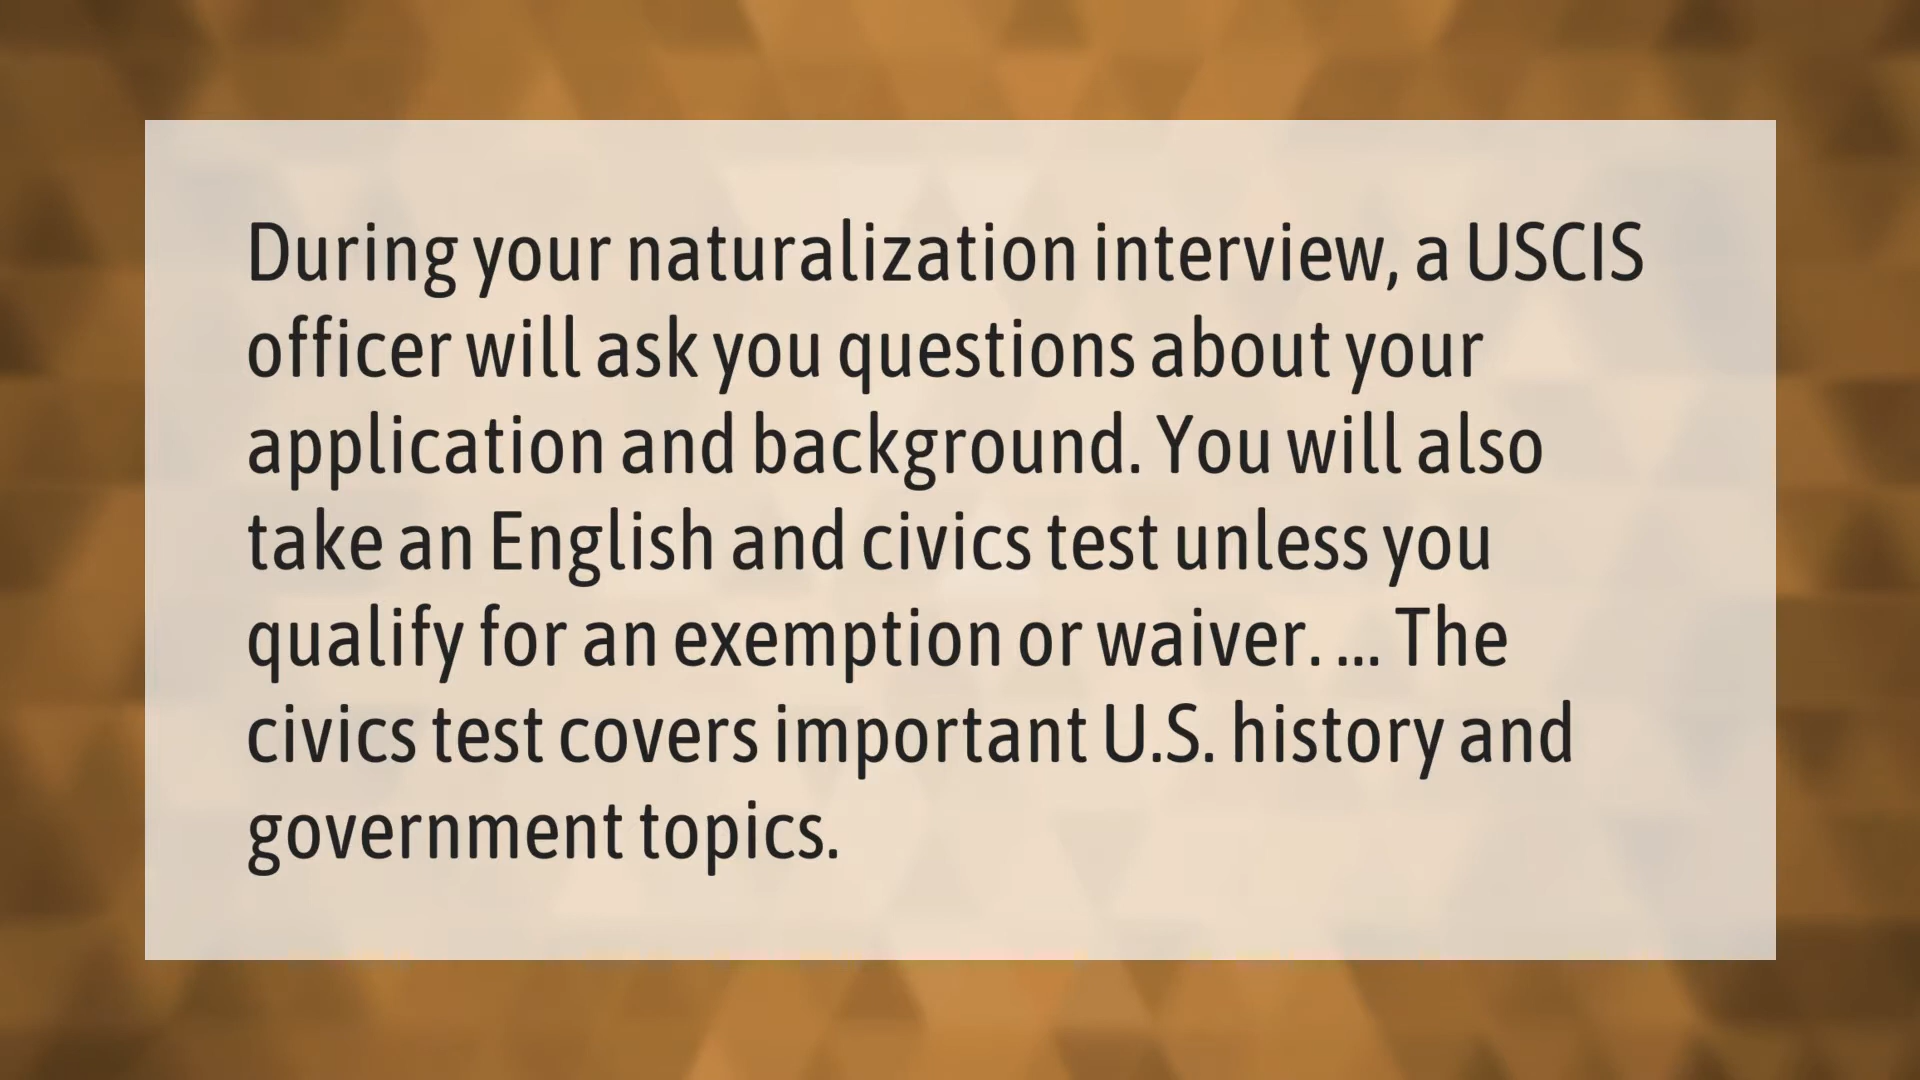 During your naturalization interview, a USCIS
officer will ask you questions about your
application and background. You will also
take an English and civics test unless you
qualify for an exemption or waiver. ... The
civics test covers important U.S. history and
government topics.